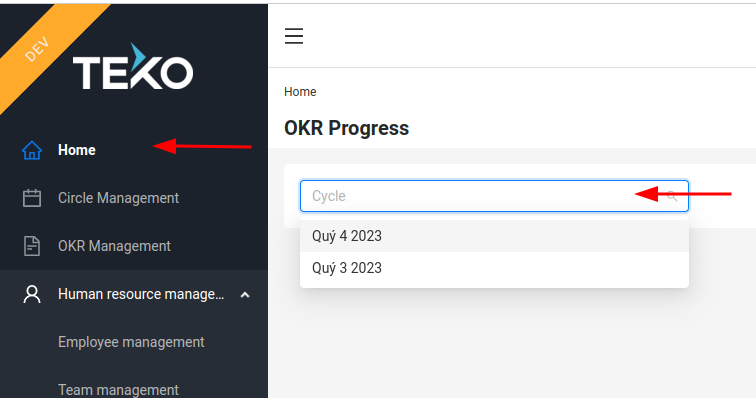 DEV
TEKO
Home
Circle Management
OKR Management
Human resource manage...
Employee management
Team management
Home
OKR Progress
Cycle
Quý 4 2023
Quý 3 2023